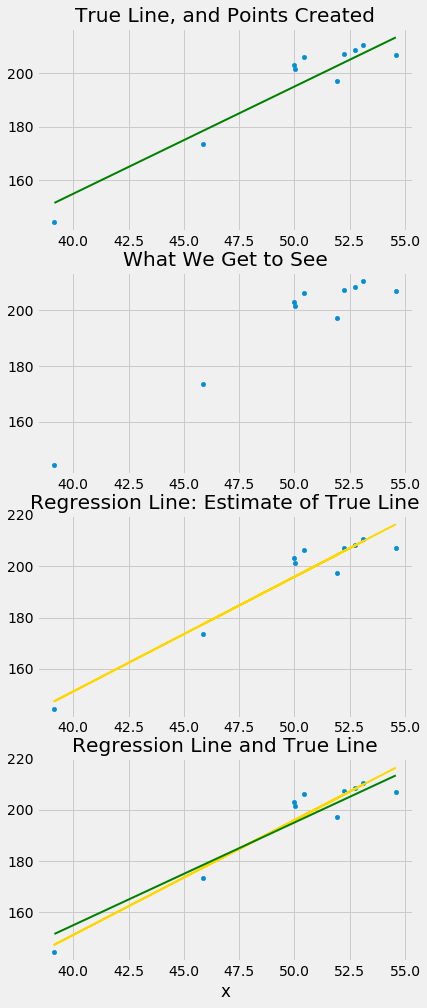 True Line, and Points Created
200
180
160
40.0 42.5 45.0 47.5 50.0 52.5 55.0
What We Get to See
200
180
160
40.0 42.5 45.0 47.5 50.0 52.5 55.0
Regression Line: Estimate of True Line
220
200
180
160
40.0 42.5 45.0 47.5 50.0 52.5 55.0
Regression Line and True Line
220
200
180
160
40.0 42.5 45.0 47.5 50.0 52.5 55.0
x